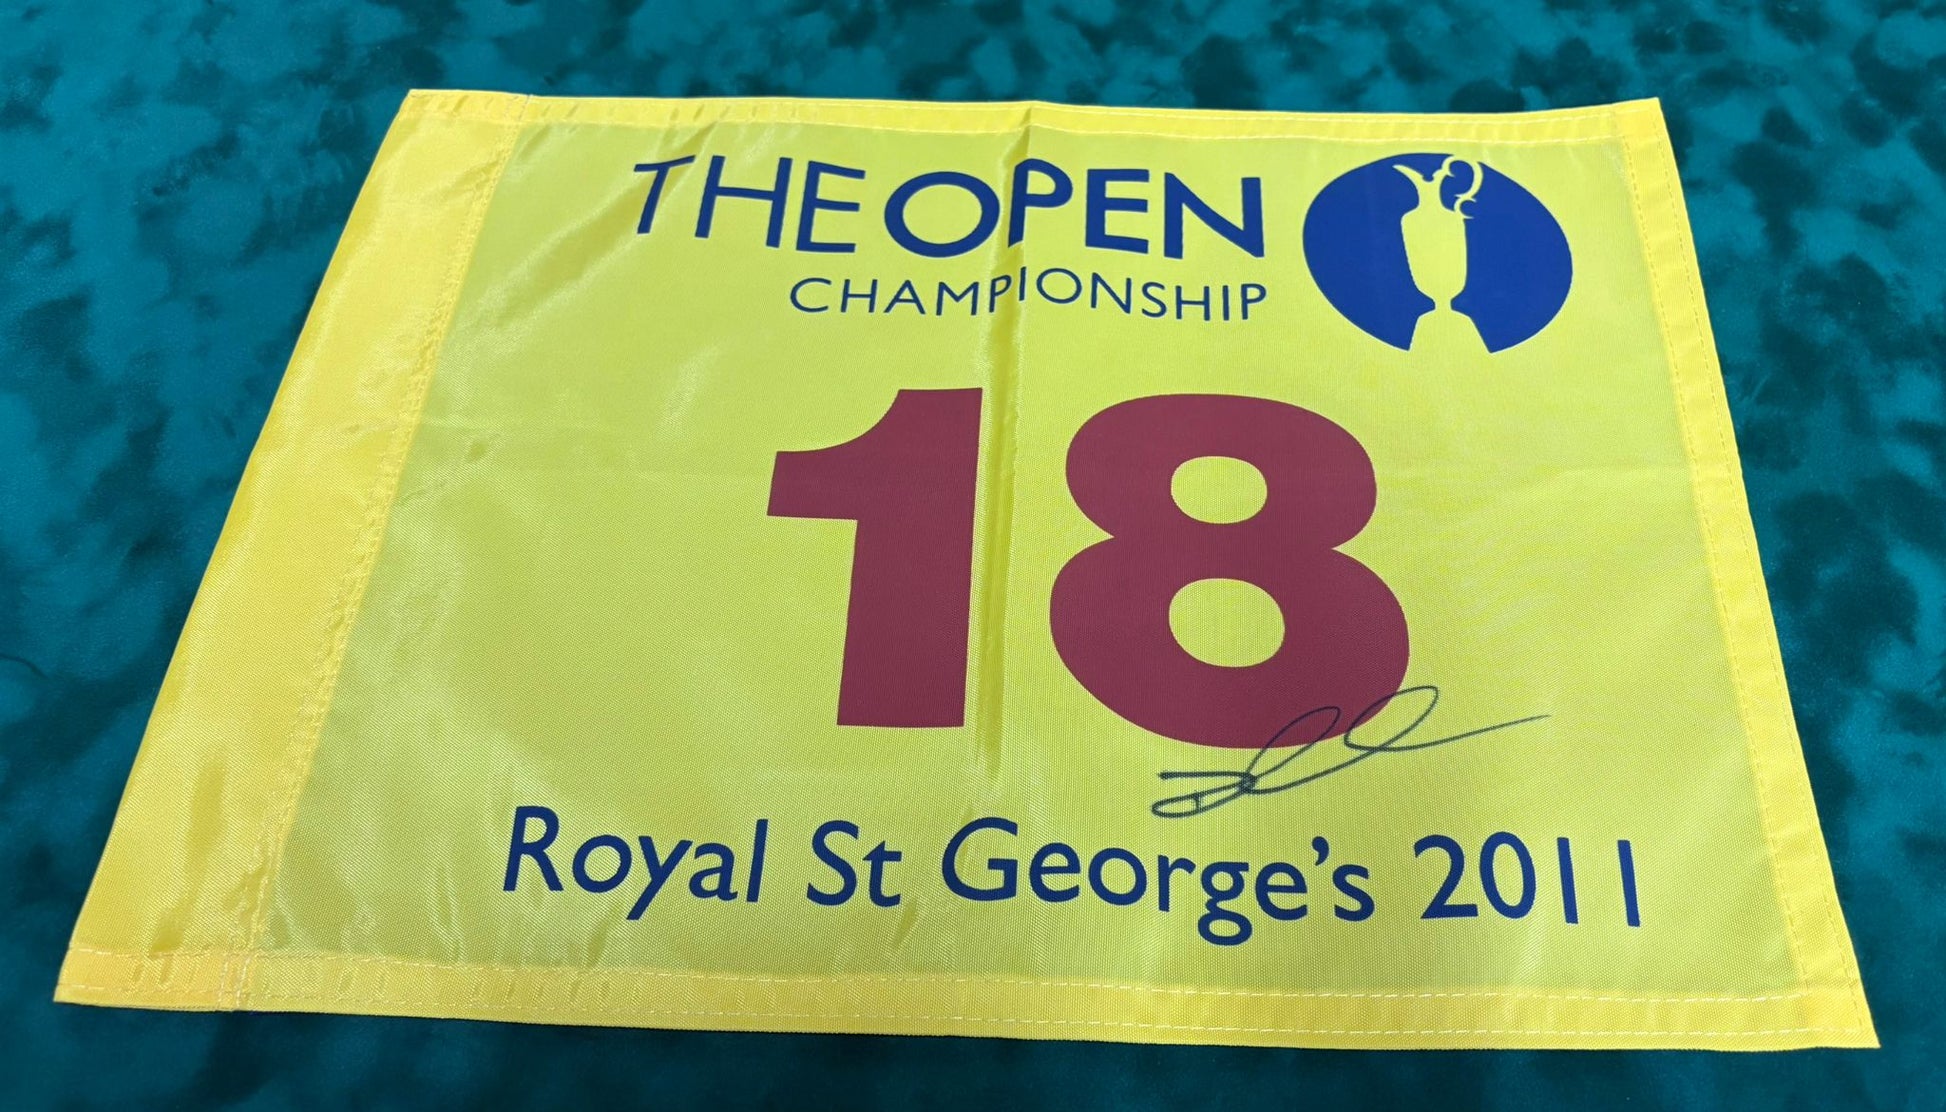 THE OPEN
CHAMPIONSHIP
18
Royal St George's 2011